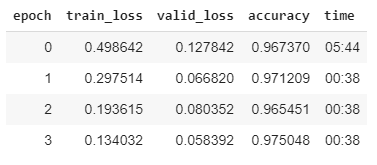 epoch train_loss valid_loss accuracy time
0 0.498642 0.127842 0.967370 05:44
1 0.297514 0.066820 0.971209 00:38
2 0.193615 0.080352 0.965451 00:38
3 0.134032 0.058392 0.975048 00:38